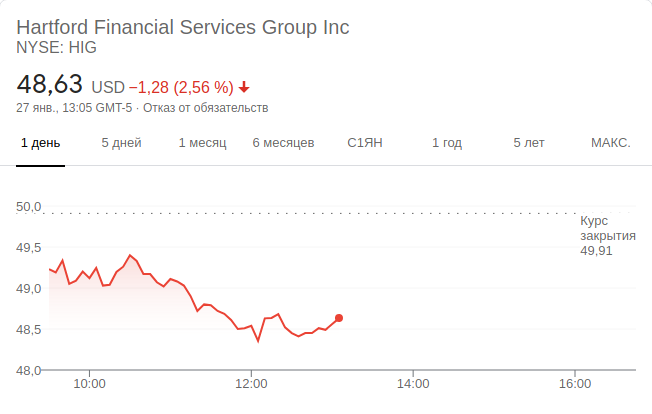 Hartford Financial Services Group Inc
NYSE: HIG
48,63 USD −1,28 (2,56 %)
27 янв., 13:05 GMT-5 · Отказ от обязательств
1 день 5 дней 1 месяц 6 месяцев С1ЯН 1 год 5 лет МАКС.
50,0
Курс
закрытия
49,91
49,5
49,0
48,5
48,0
10:00 12:00 14:00 16:00